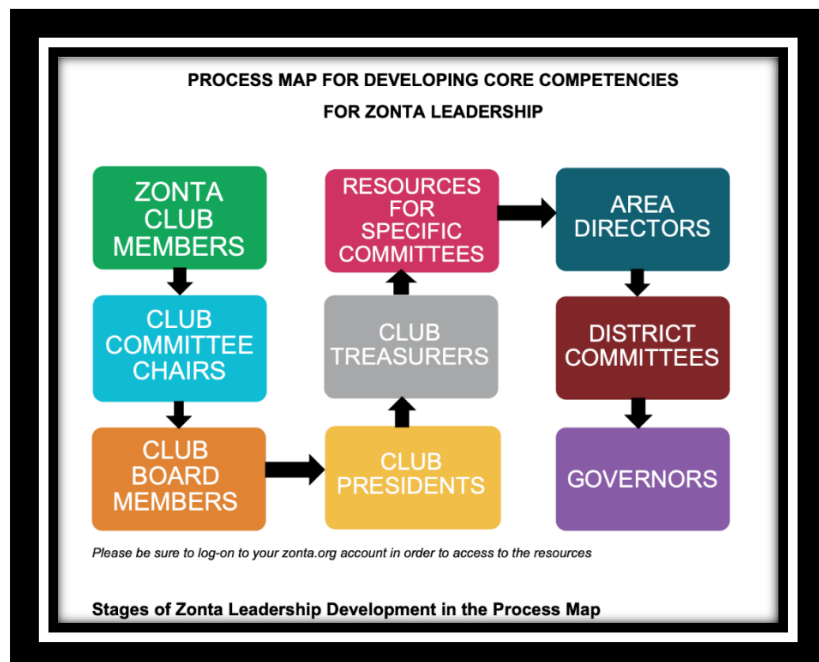 PROCESS MAP FOR DEVELOPING CORE COMPETENCIES
FOR ZONTA LEADERSHIP
ZONTA
CLUB
MEMBERS
CLUB
COMMITTEE
CHAIRS
CLUB
BOARD
MEMBERS
CLUB
PRESIDENTS
CLUB
TREASURERS
RESOURCES
FOR
SPECIFIC
COMMITTEES
AREA
DIRECTORS
DISTRICT
COMMITTEES
GOVERNORS
Please be sure to log-on to your zonta.org account in order to access to the resources
Stages of Zonta Leadership Development in the Process Map